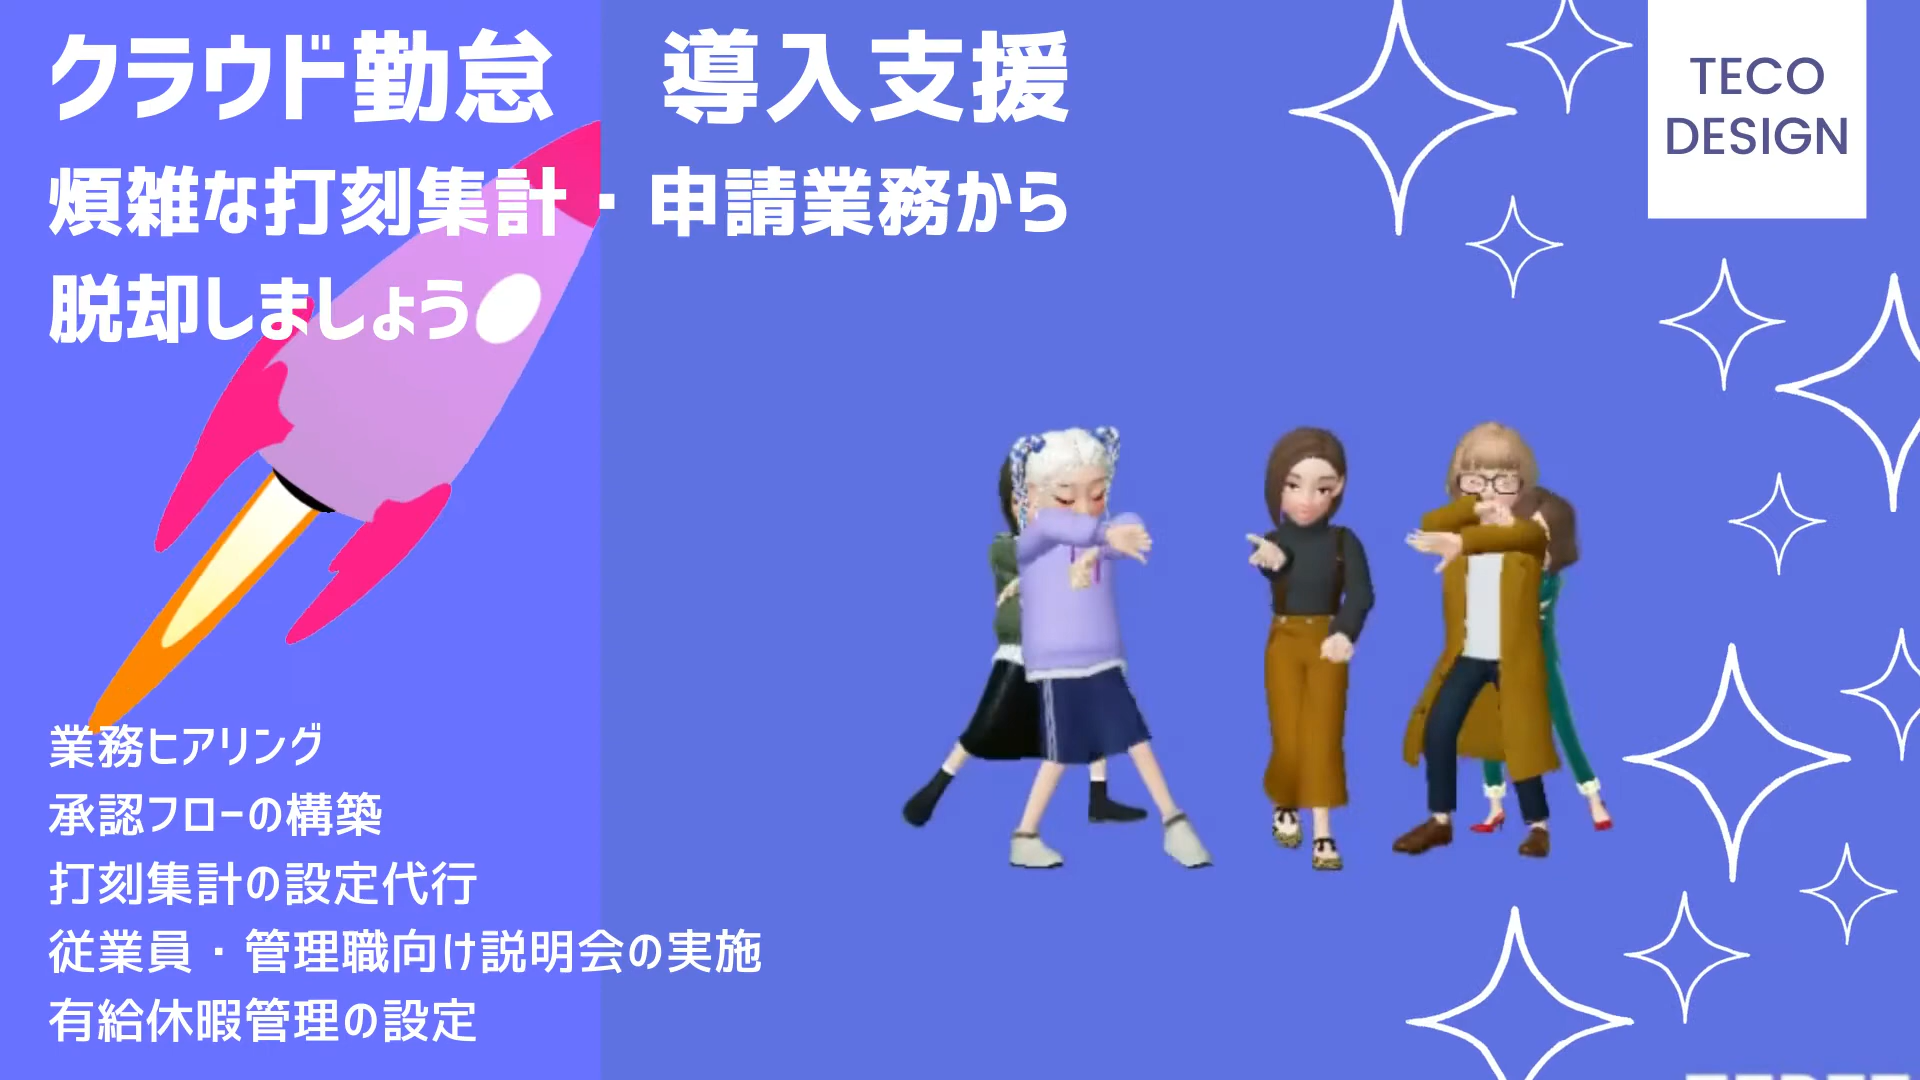 クラウド勤怠　導入支援
煩雑な打刻集計・申請業務から
脱却しましょう
TECO
DESIGN
業務ヒアリング
承認フローの構築
打刻集計の設定代行
従業員・管理職向け説明会の実施
有給休暇管理の設定